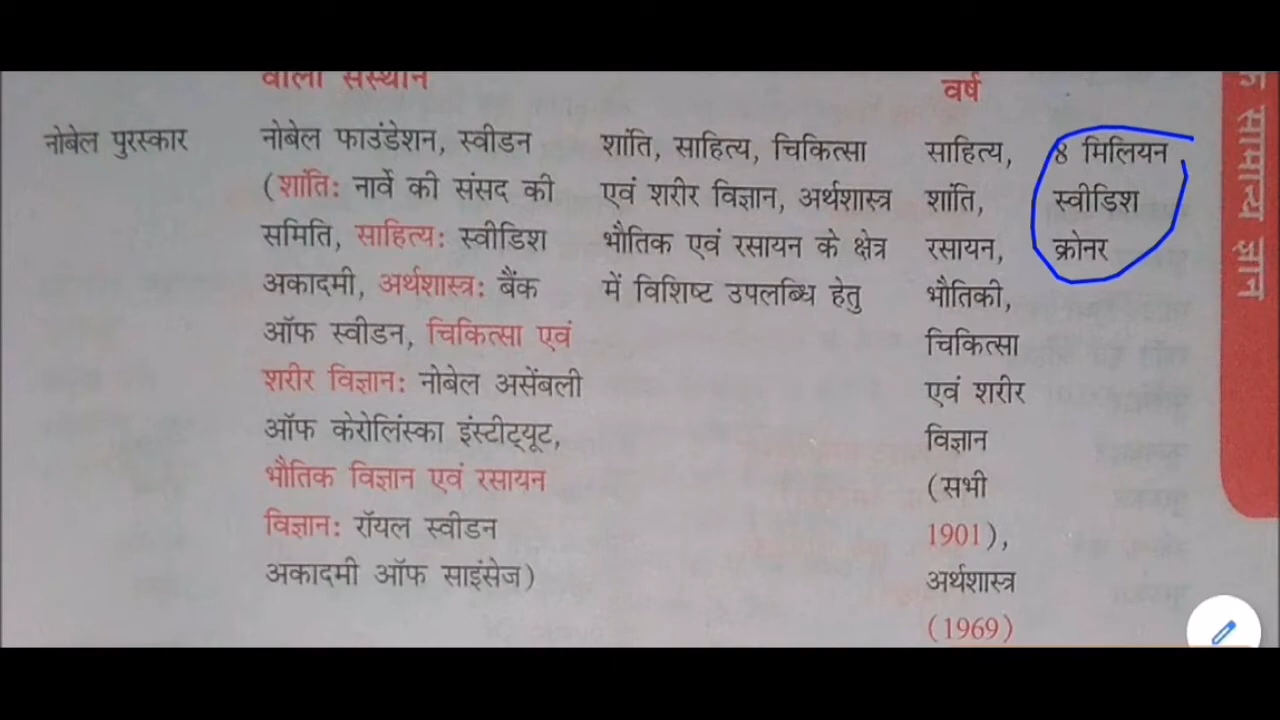 वाला संस्थान
वर्ष
नोबेल पुरस्कार
नोबेल फाउंडेशन, स्वीडन
(शांति: नार्वे की संसद की
समिति, साहित्य: स्वीडिश
अकादमी, अर्थशास्त्र: बैंक
ऑफ स्वीडन, चिकित्सा एवं
शरीर विज्ञान: नोबेल असेंबली
ऑफ केरोलिंस्का इंस्टीट्यूट,
भौतिक विज्ञान एवं रसायन
विज्ञान: रॉयल स्वीडन
अकादमी ऑफ साइंसेज)
शांति, साहित्य, चिकित्सा
एवं शरीर विज्ञान, अर्थशास्त्र
भौतिक एवं रसायन के क्षेत्र
में विशिष्ट उपलब्धि हेतु
साहित्य,
शांति,
रसायन,
भौतिकी,
चिकित्सा
एवं शरीर
विज्ञान
(सभी
1901),
अर्थशास्त्र
(1969)
8 मिलियन
स्वीडिश
क्रोनर
सामान्य ज्ञान